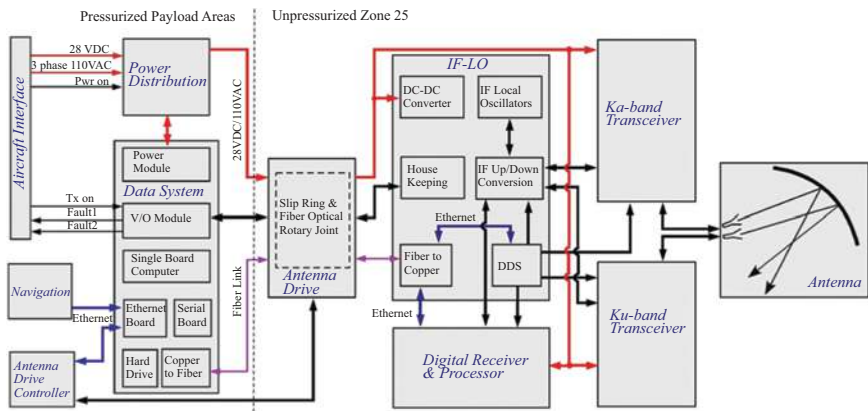 Pressurized Payload Areas
Unpressurized Zone 25
28 VDC
3 phase 110VAC
Pwr on
Aircraft Interface
Power
Distribution
28VDC/110VAC
Power
Module
Data System
Tx on
Fault1
Fault2
V/O Module
Single Board
Computer
Navigation
Ethernet
Ethernet
Board
Serial
Board
Hard
Drive
Copper
to Fiber
Antenna
Drive
Controller
Fiber Link
Slip Ring &
Fiber Optical
Rotary Joint
Antenna
Drive
IF-LO
DC-DC
Converter
IF Local
Oscillators
House
Keeping
IF Up/Down
Conversion
Ethernet
Fiber to
Copper
DDS
Ethernet
Digital Receiver
& Processor
Ka-band
Transceiver
Ku-band
Transceiver
Antenna